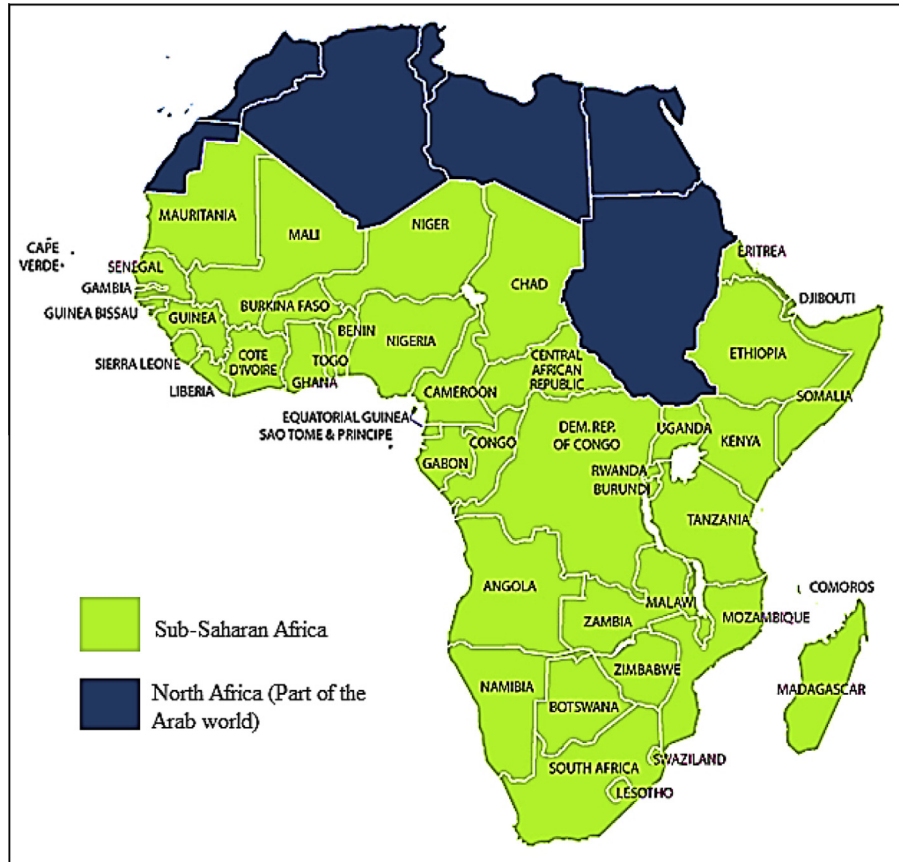 MAURITANIA
MALI
NIGER
CHAD
ERITREA
CAPE
VERDE
SENEGAL
GAMBIA
GUINEA BISSAU
GUINEA
BURKINA FASO
BENIN
NIGERIA
DJIBOUTI
ETHIOPIA
SIERRA LEONE
LIBERIA
COTE
D'IVOIRE
GHANA
TOGO
CENTRAL
AFRICAN
REPUBLIC
CAMEROON
SOMALIA
EQUATORIAL GUINEA
SAO TOME & PRINCIPE
GABON
CONGO
DEM. REP.
OF CONGO
UGANDA
KENYA
RWANDA
BURUNDI
TANZANIA
ANGOLA
ZAMBIA
MALAWI
COMOROS
MOZAMBIQUE
ZIMBABWE
NAMIBIA
BOTSWANA
MADAGASCAR
SOUTH AFRICA
SWAZILAND
LESOTHO
Sub-Saharan Africa
North Africa (Part of the
Arab world)